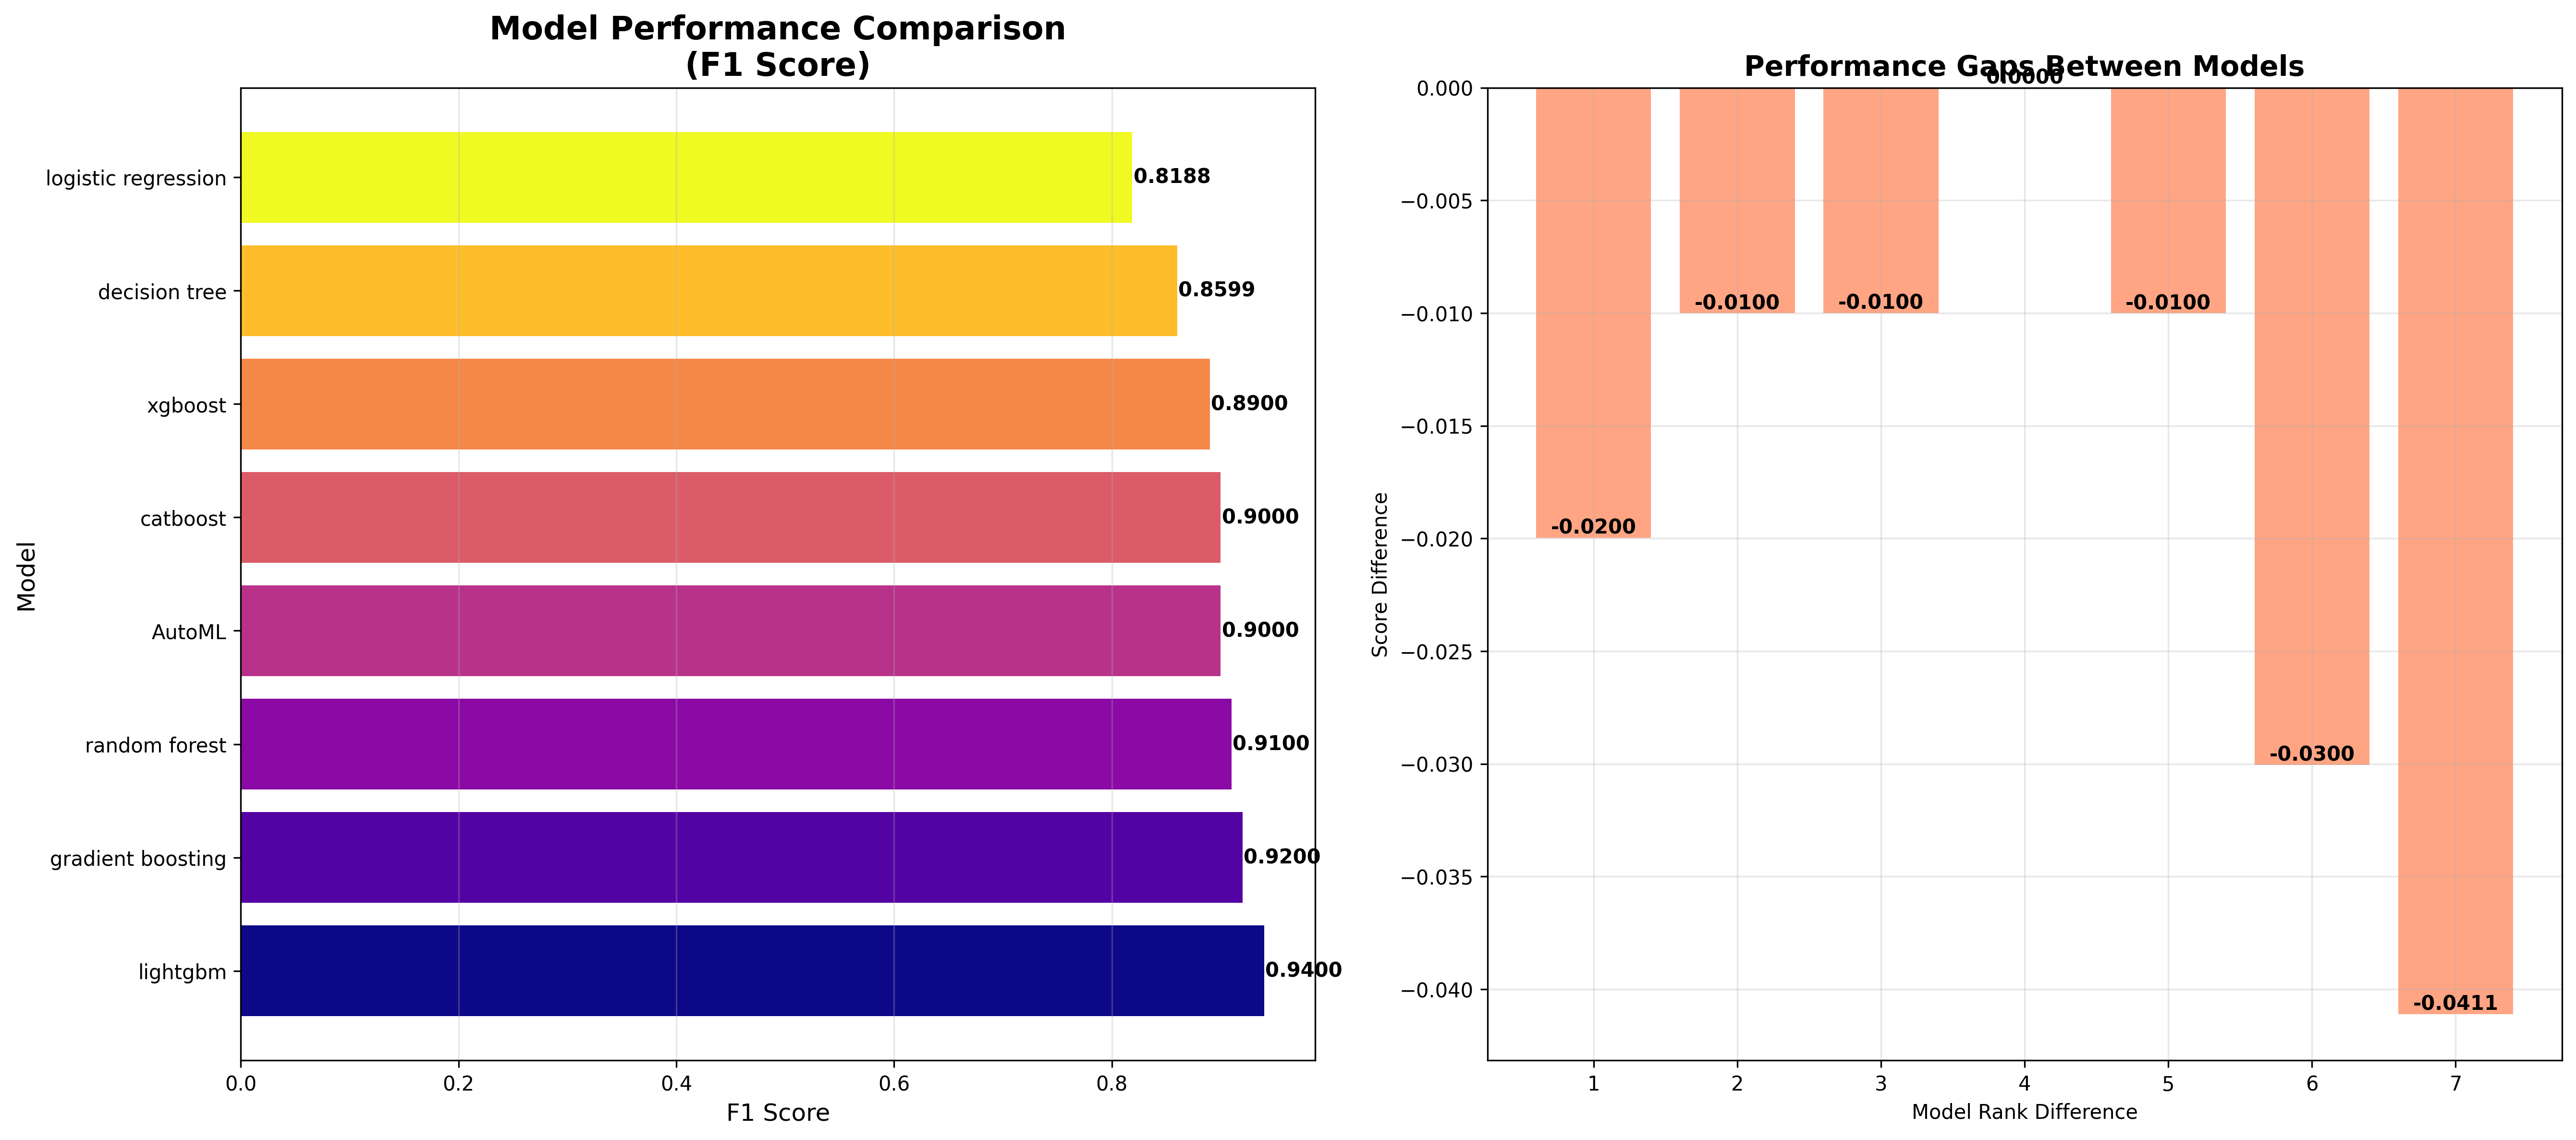 Model Performance Comparison
(F1 Score)
Model
logistic regression
0.8188
decision tree
0.8599
xgboost
0.8900
catboost
0.9000
AutoML
0.9000
random forest
0.9100
gradient boosting
0.9200
lightgbm
0.9400
0.0
0.2
0.4
0.6
0.8
F1 Score
Performance Gaps Between Models
0.0000
0.000
−0.005
−0.010
−0.015
−0.020
−0.025
−0.030
−0.035
−0.040
Score Difference
-0.0200
-0.0100
-0.0100
-0.0100
-0.0300
-0.0411
1
2
3
4
5
6
7
Model Rank Difference